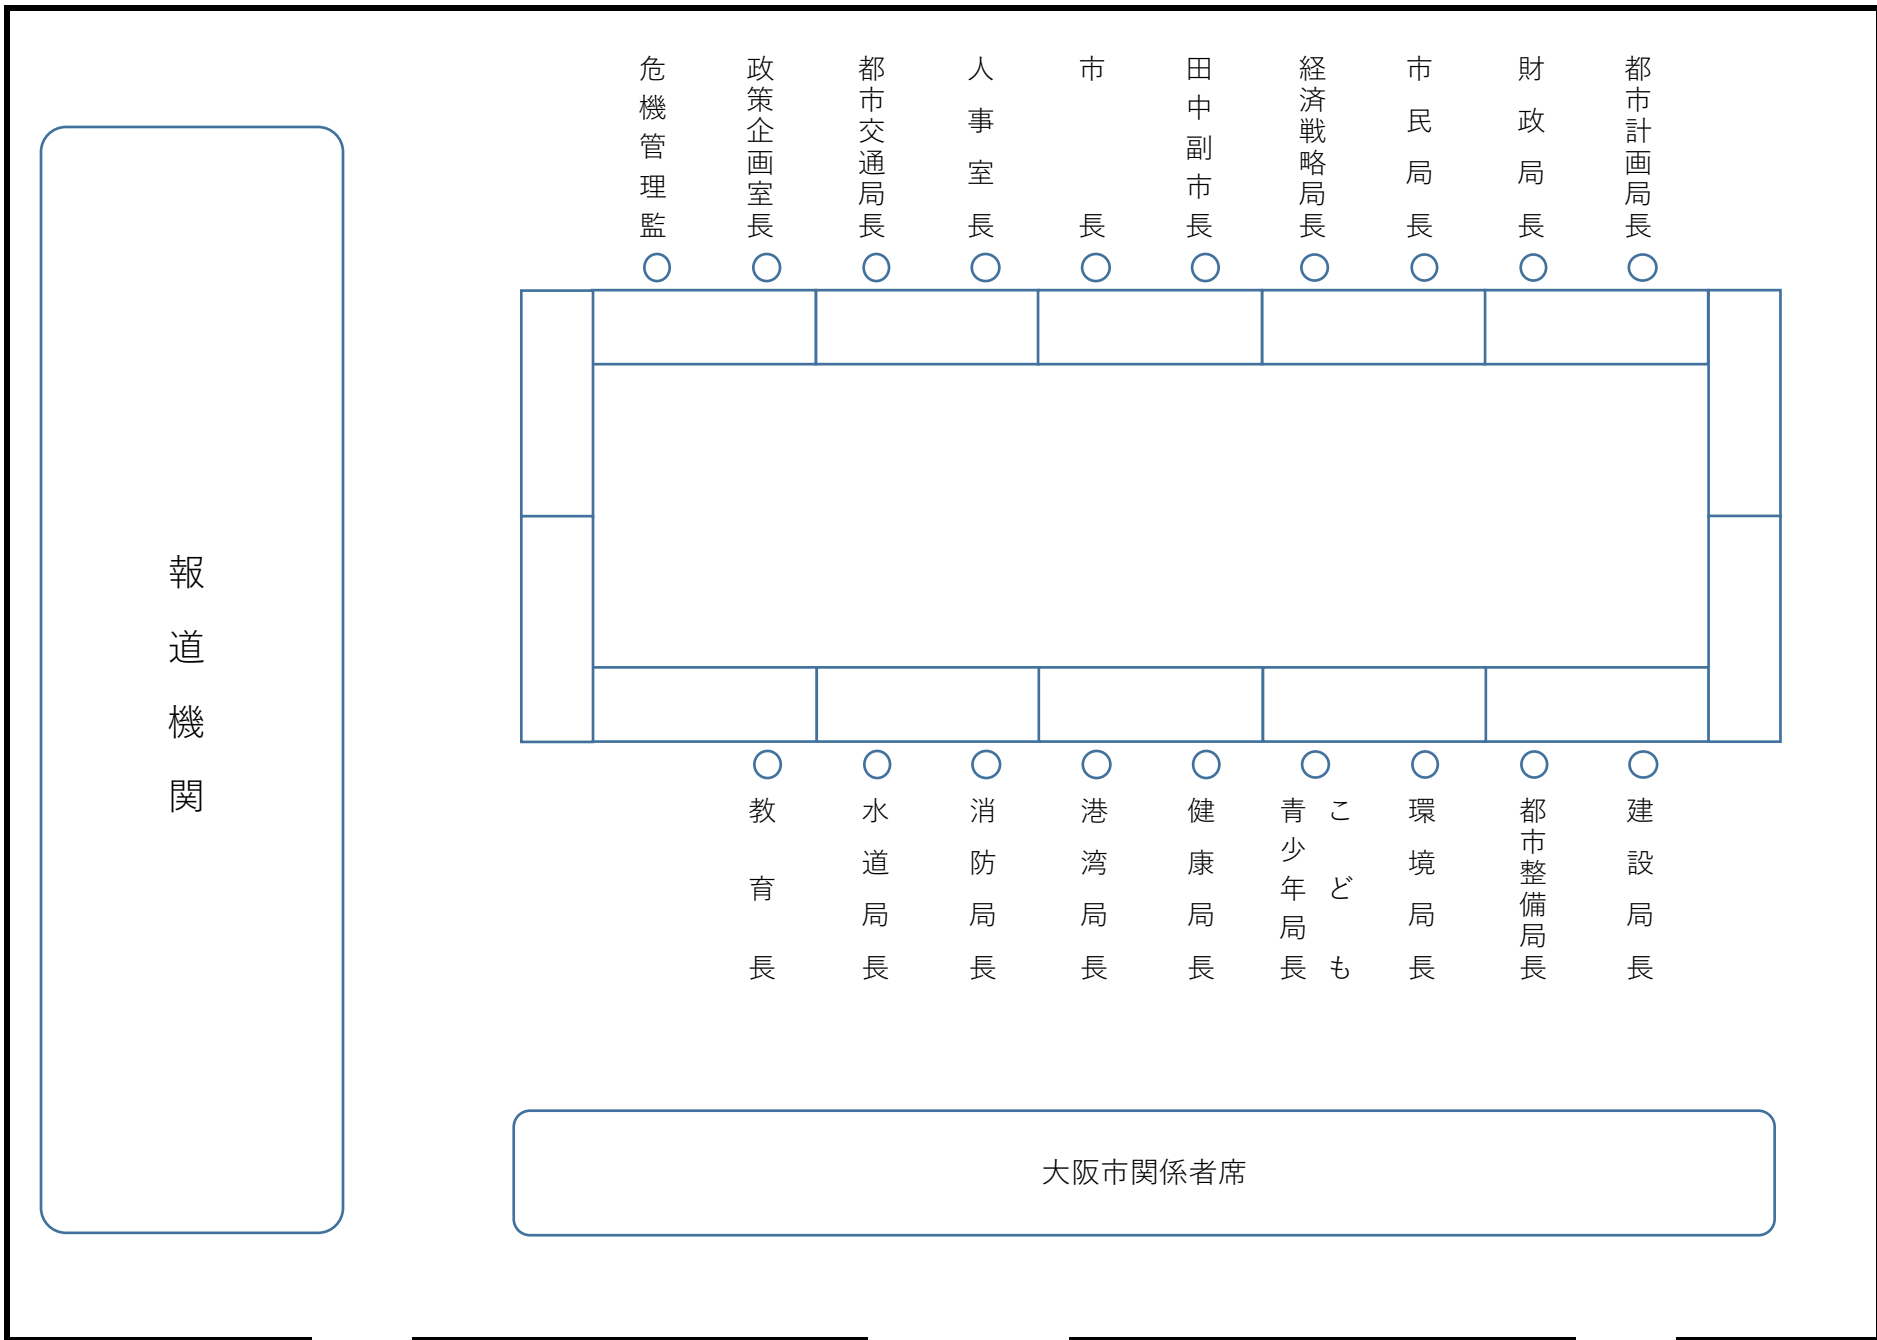 危機管理監
政策企画室長
都市交通局長
人事室長
市長
田中副市長
経済戦略局長
市民局長
財政局長
都市計画局長
報道機関
教育長
水道局長
消防局長
港湾局長
健康局長
こども
青少年局長
環境局長
都市整備局長
建設局長
大阪市関係者席